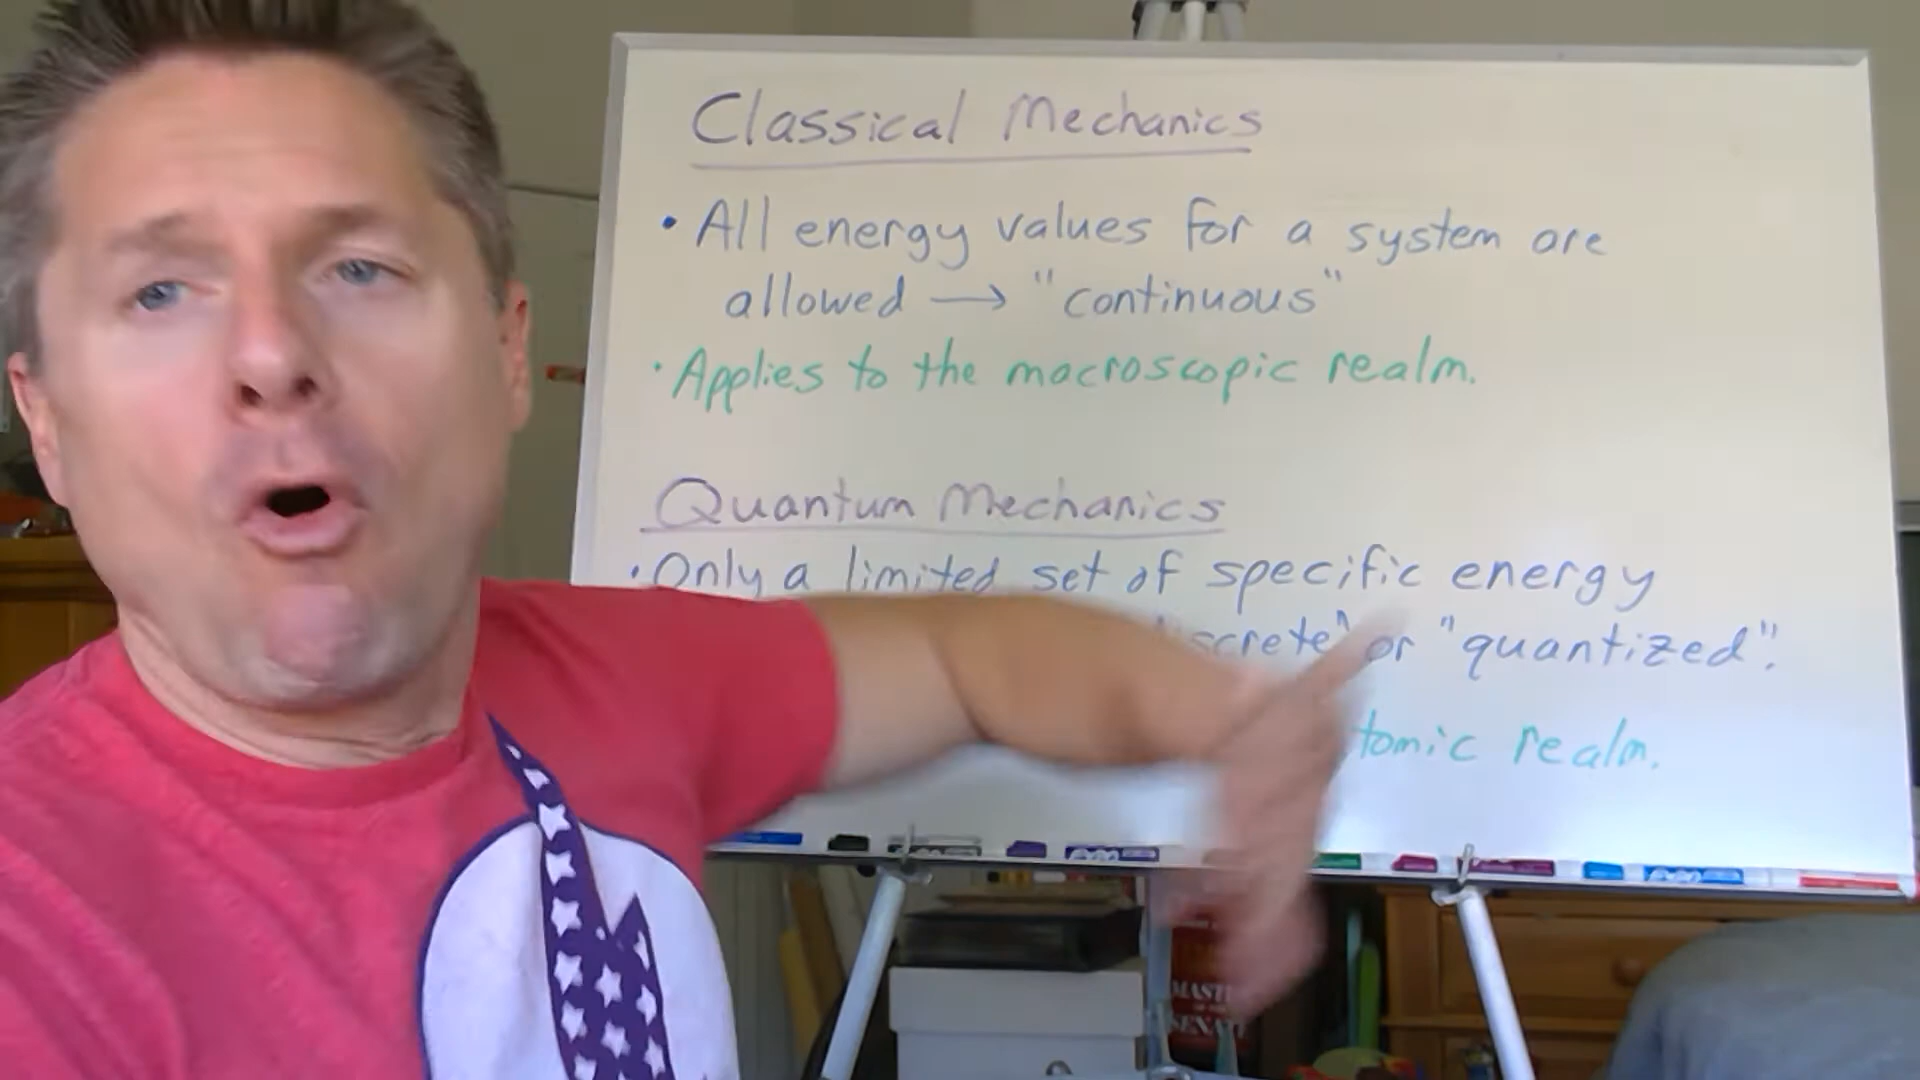 Classical Mechanics
• All energy values for a system are
allowed → "continuous"
• Applies to the macroscopic realm.
Quantum Mechanics
• Only a limited set of specific energy
or "quantized".
realm.